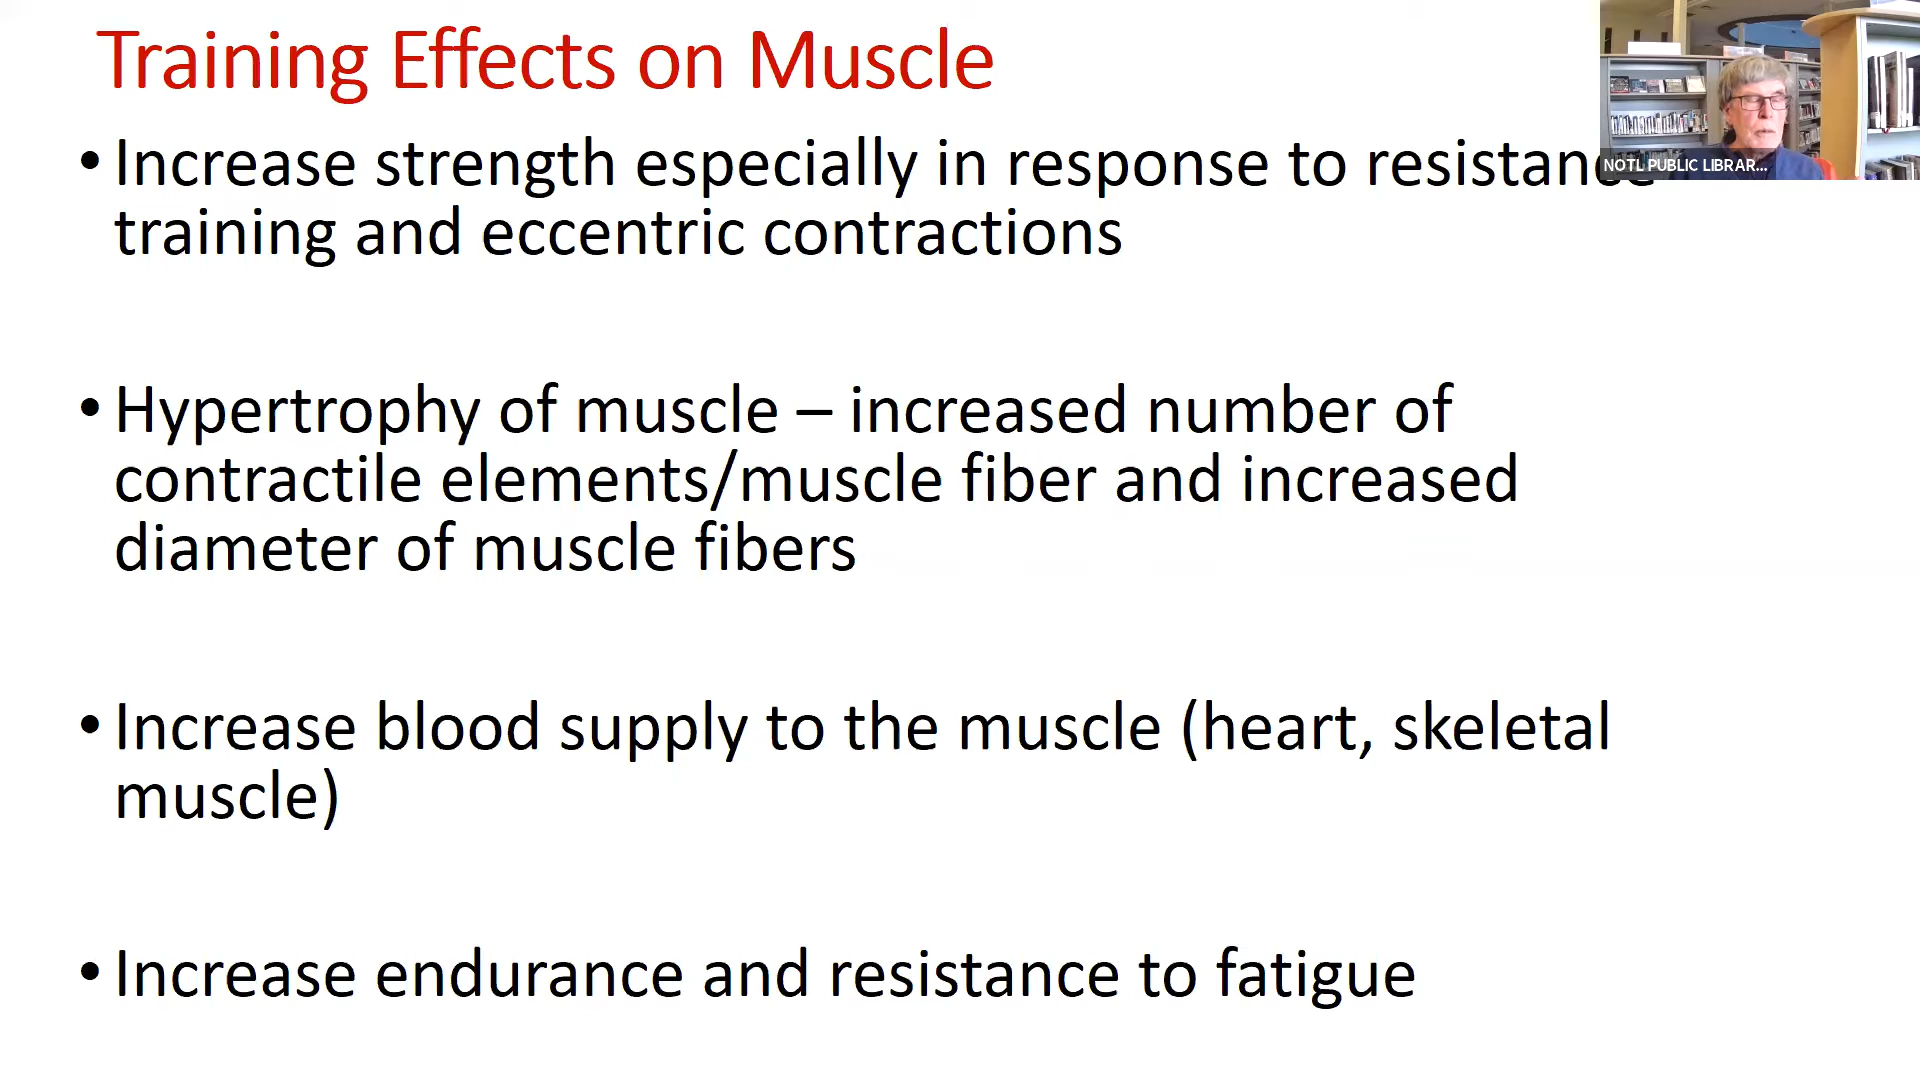 Training Effects on Muscle
• Increase strength especially in response to resistance
training and eccentric contractions
• Hypertrophy of muscle – increased number of
contractile elements/muscle fiber and increased
diameter of muscle fibers
• Increase blood supply to the muscle (heart, skeletal
muscle)
• Increase endurance and resistance to fatigue
NOTL PUBLIC LIBRAR...